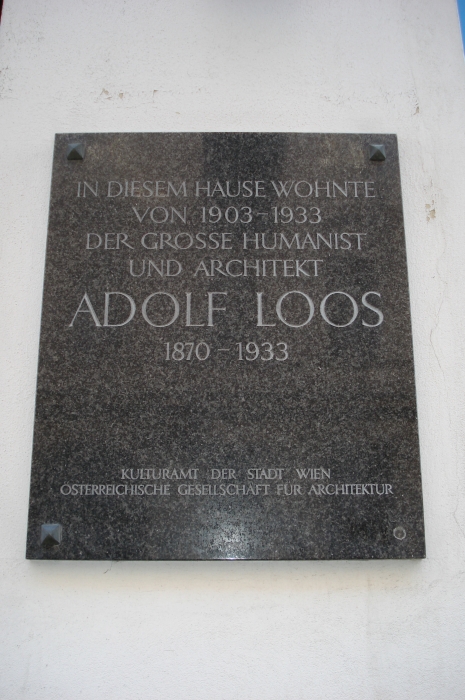 IN DIESEM HAUSE WOHNTE
VON 1903-1933
DER GROSSE HUMANIST
UND ARCHITEKT
ADOLF LOOS
1870-1933
KULTURAMT DER STADT WIEN
ÖSTERREICHISCHE GESELLSCHAFT FÜR ARCHITEKTUR